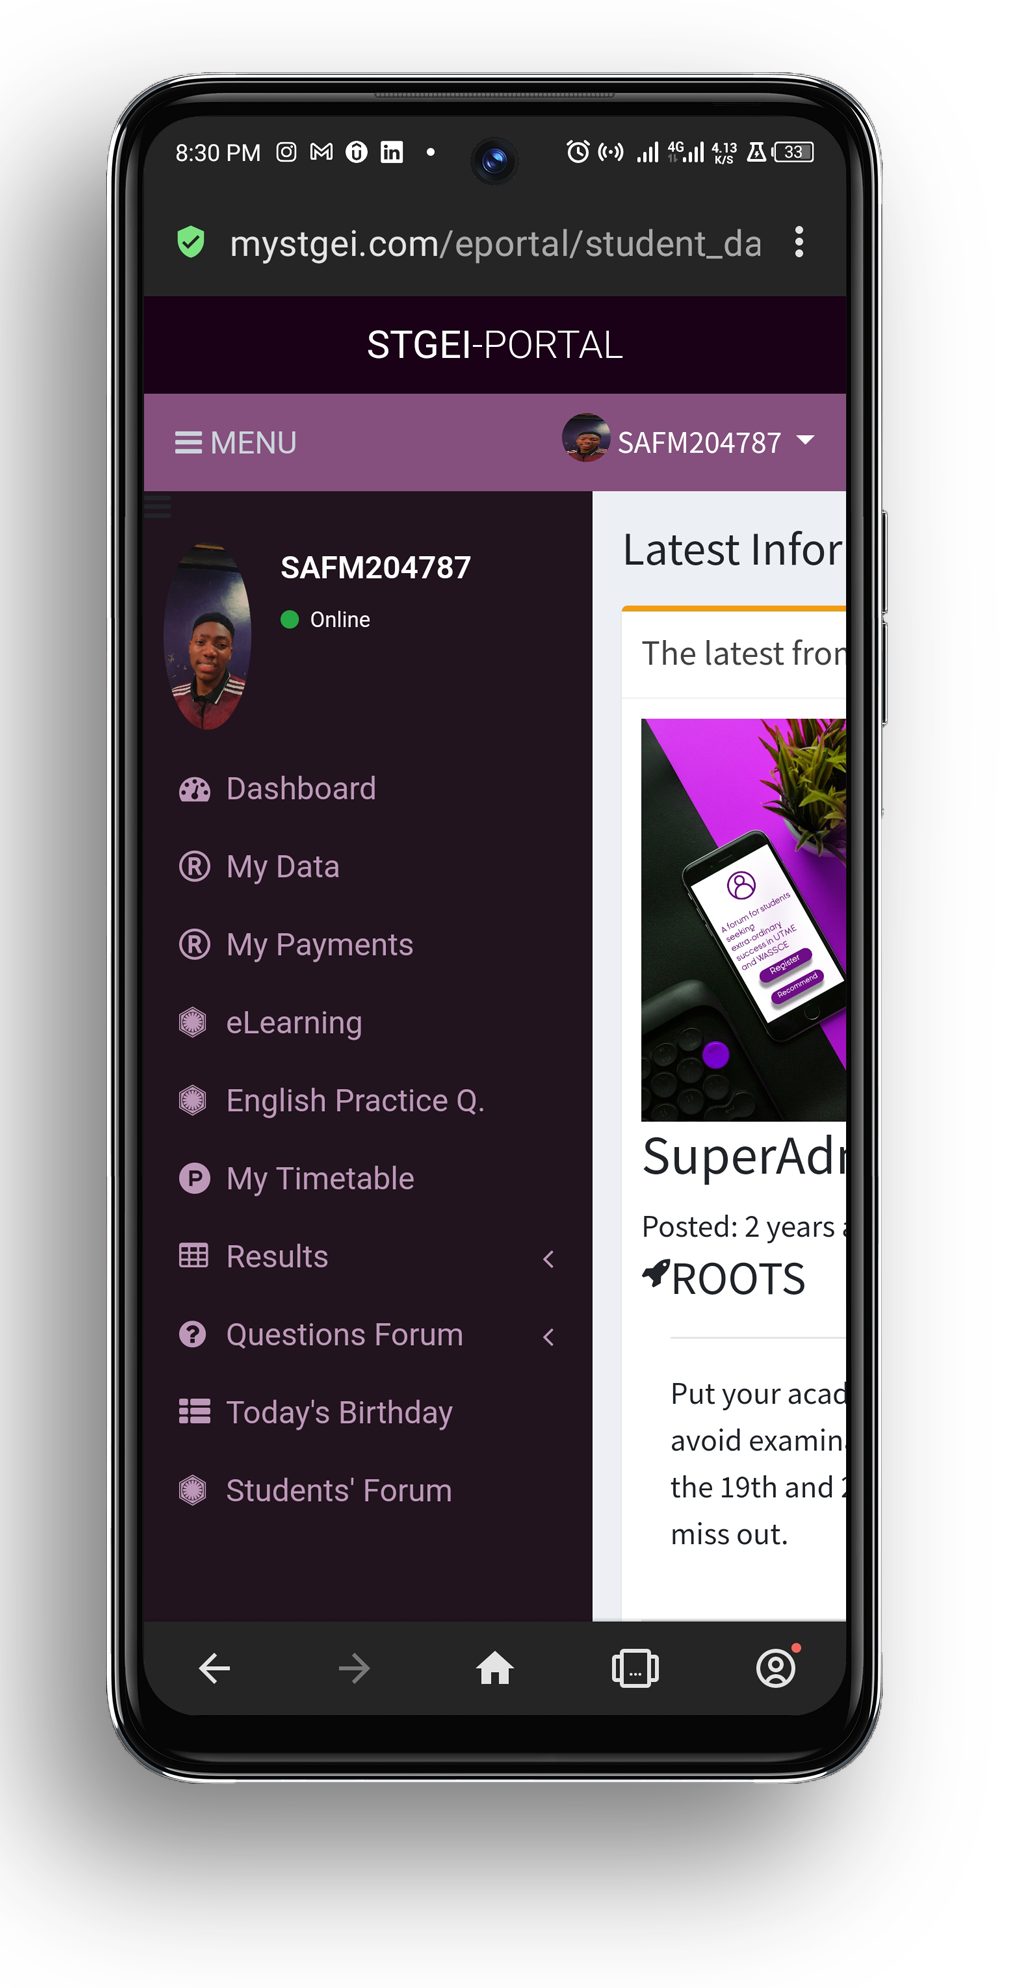 8:30 PM
4G
4.13
K/S
33
mystgei.com/eportal/student_da
STGEI-PORTAL
MENU
SAFM204787
SAFM204787
Online
Dashboard
My Data
My Payments
eLearning
English Practice Q.
My Timetable
Results
Questions Forum
Today's Birthday
Students' Forum
Latest Infor
The latest fron
A forum for students
seeking
extra-ordinary
success in UTME
and WASSCE
Register
Recommend
SuperAdr
Posted: 2 years
ROOTS
Put your acad
avoid examin
the 19th and
miss out.